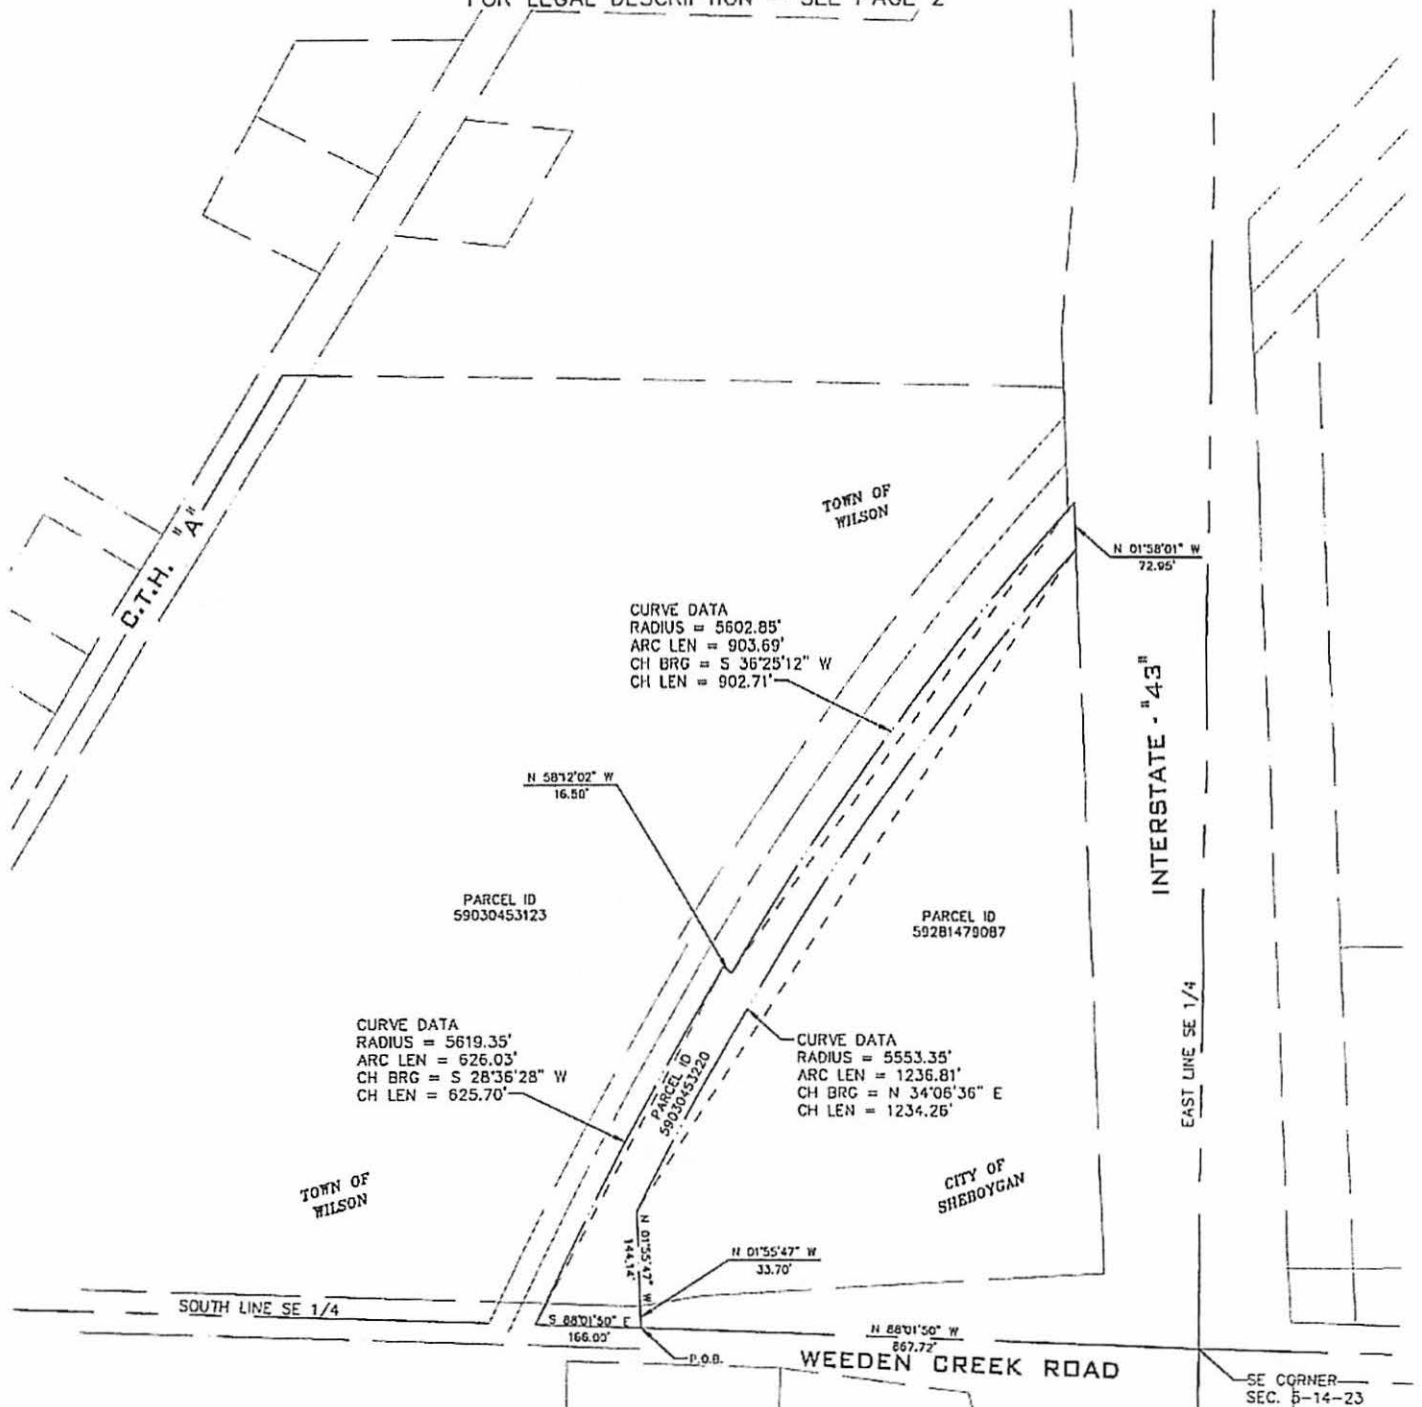 FOR LEGAL DESCRIPTION - SEE PAGE 2
C.T.H. "A"
TOWN OF
WILSON
N 01°58'01" W
72.95'
CURVE DATA
RADIUS = 5602.85'
ARC LEN = 903.69'
CH BRG = S 36°25'12" W
CH LEN = 902.71'
INTERSTATE - "43"
N 58°12'02" W
16.50'
PARCEL ID
59030453123
PARCEL ID
59281479087
EAST LINE SE 1/4
CURVE DATA
RADIUS = 5619.35'
ARC LEN = 626.03'
CH BRG = S 28°36'28" W
CH LEN = 625.70'
PARCEL ID
59030453220
CURVE DATA
RADIUS = 5553.35'
ARC LEN = 1236.81'
CH BRG = N 34°06'36" E
CH LEN = 1234.26'
TOWN OF
WILSON
CITY OF
SHEBOYGAN
N 01°55'47" W
144.14'
N 01°55'47" W
33.70'
SOUTH LINE SE 1/4
S 88°01'50" E
166.00'
N 88°01'50" W
867.72'
P.O.B.
WEEDEN CREEK ROAD
SE CORNER
SEC. 5-14-23